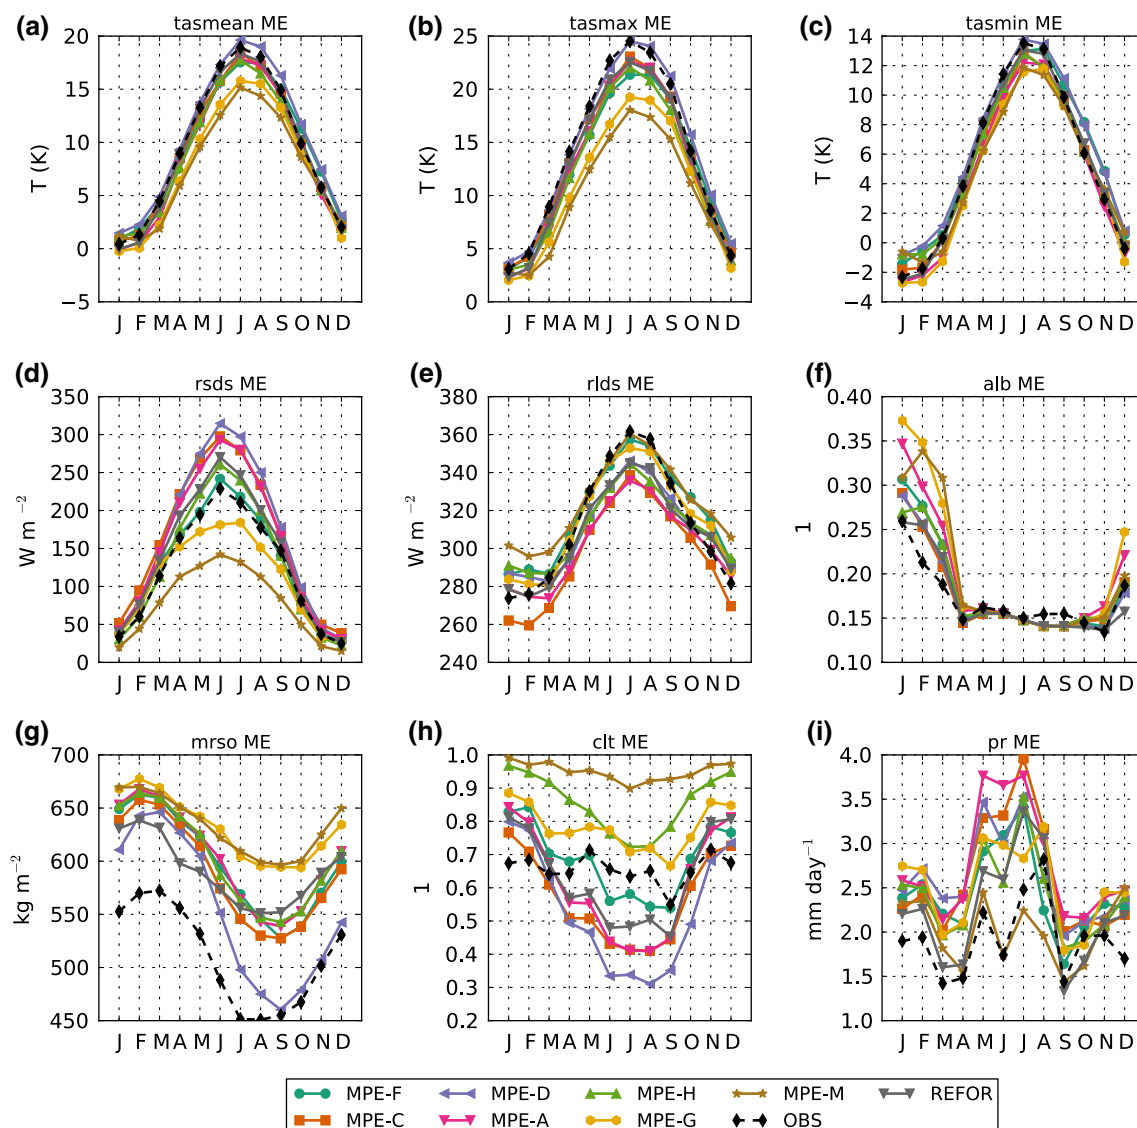 (a) tasmean ME
(b) tasmax ME
(c) tasmin ME
T (K)
20
15
10
5
0
−5
J F M A M J J A S O N D
T (K)
25
20
15
10
5
0
J F M A M J J A S O N D
T (K)
14
12
10
8
6
4
2
0
−2
−4
J F M A M J J A S O N D
(d) rsds ME
(e) rlds ME
(f) alb ME
W m⁻²
350
300
250
200
150
100
50
0
J F M A M J J A S O N D
W m⁻²
360
340
320
300
280
260
240
J F M A M J J A S O N D
1
0.40
0.35
0.30
0.25
0.20
0.15
0.10
J F M A M J J A S O N D
(g) mrso ME
(h) clt ME
(i) pr ME
kg m⁻²
700
650
600
550
500
450
J F M A M J J A S O N D
1
1.0
0.9
0.8
0.7
0.6
0.5
0.4
0.3
0.2
J F M A M J J A S O N D
mm day⁻¹
4.0
3.5
3.0
2.5
2.0
1.5
1.0
J F M A M J J A S O N D
MPE-F MPE-D MPE-H MPE-M REFOR
MPE-C MPE-A MPE-G OBS